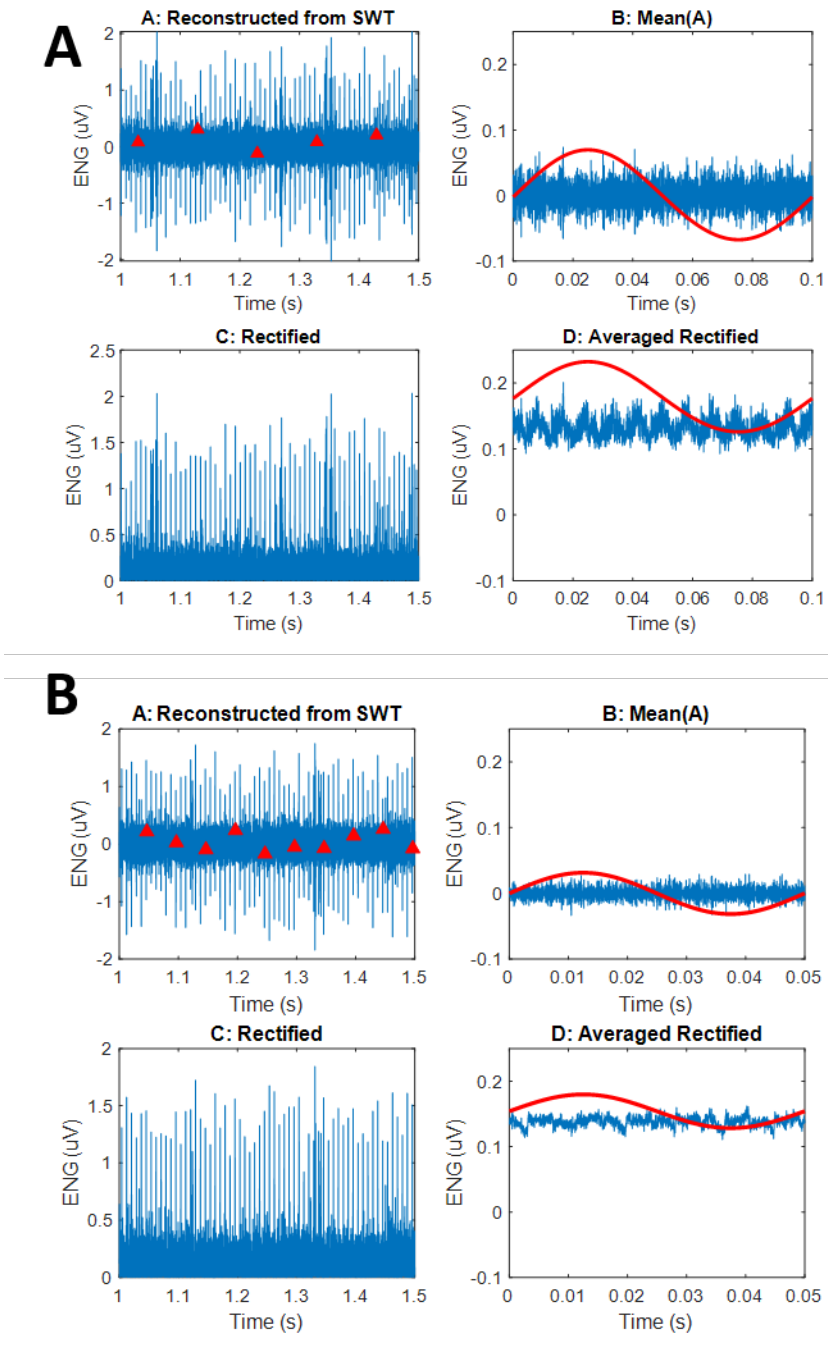 A
A: Reconstructed from SWT
ENG (uV)
2
1
0
-1
-2
1 1.1 1.2 1.3 1.4 1.5
Time (s)
B: Mean(A)
ENG (uV)
0.2
0.1
0
-0.1
0 0.02 0.04 0.06 0.08 0.1
Time (s)
C: Rectified
ENG (uV)
2.5
2
1.5
1
0.5
0
1 1.1 1.2 1.3 1.4 1.5
Time (s)
D: Averaged Rectified
ENG (uV)
0.2
0.1
0
-0.1
0 0.02 0.04 0.06 0.08 0.1
Time (s)
B
A: Reconstructed from SWT
ENG (uV)
2
1
0
-1
-2
1 1.1 1.2 1.3 1.4 1.5
Time (s)
B: Mean(A)
ENG (uV)
0.2
0.1
0
-0.1
0 0.01 0.02 0.03 0.04 0.05
Time (s)
C: Rectified
ENG (uV)
2
1.5
1
0.5
0
1 1.1 1.2 1.3 1.4 1.5
Time (s)
D: Averaged Rectified
ENG (uV)
0.2
0.1
0
-0.1
0 0.01 0.02 0.03 0.04 0.05
Time (s)